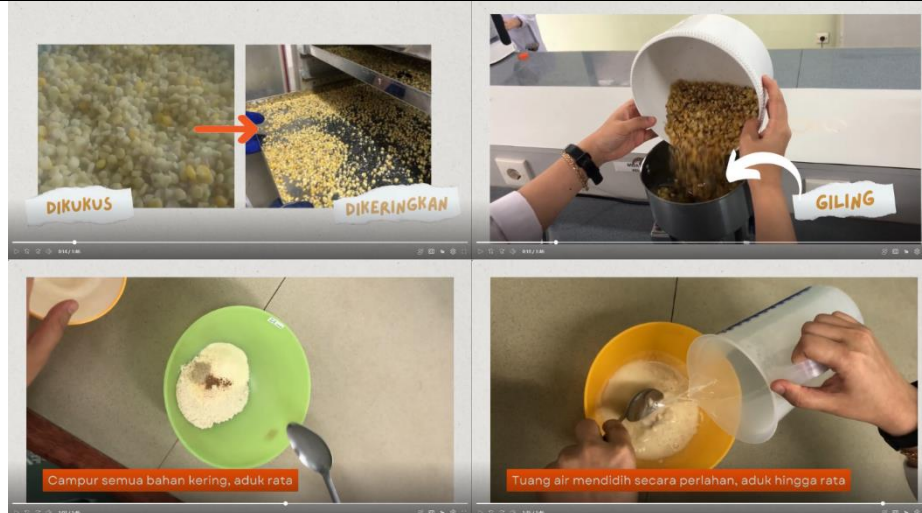 DIKUKUS
DIKERINGKAN
GILING
Campur semua bahan kering, aduk rata
Tuang air mendidih secara perlahan, aduk hingga rata